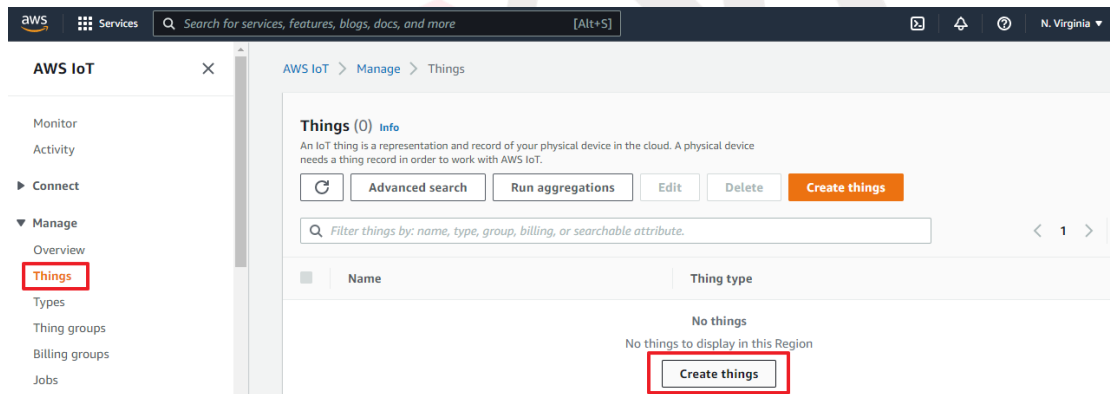 aws Services Search for services, features, blogs, docs, and more [Alt+S] N. Virginia
AWS IoT
Monitor
Activity
Connect
Manage
Overview
Things
Types
Thing groups
Billing groups
Jobs
AWS IoT > Manage > Things
Things (0) Info
An IoT thing is a representation and record of your physical device in the cloud. A physical device
needs a thing record in order to work with AWS IoT.
Advanced search Run aggregations Edit Delete Create things
Filter things by: name, type, group, billing, or searchable attribute.
< 1 >
Name Thing type
No things
No things to display in this Region
Create things